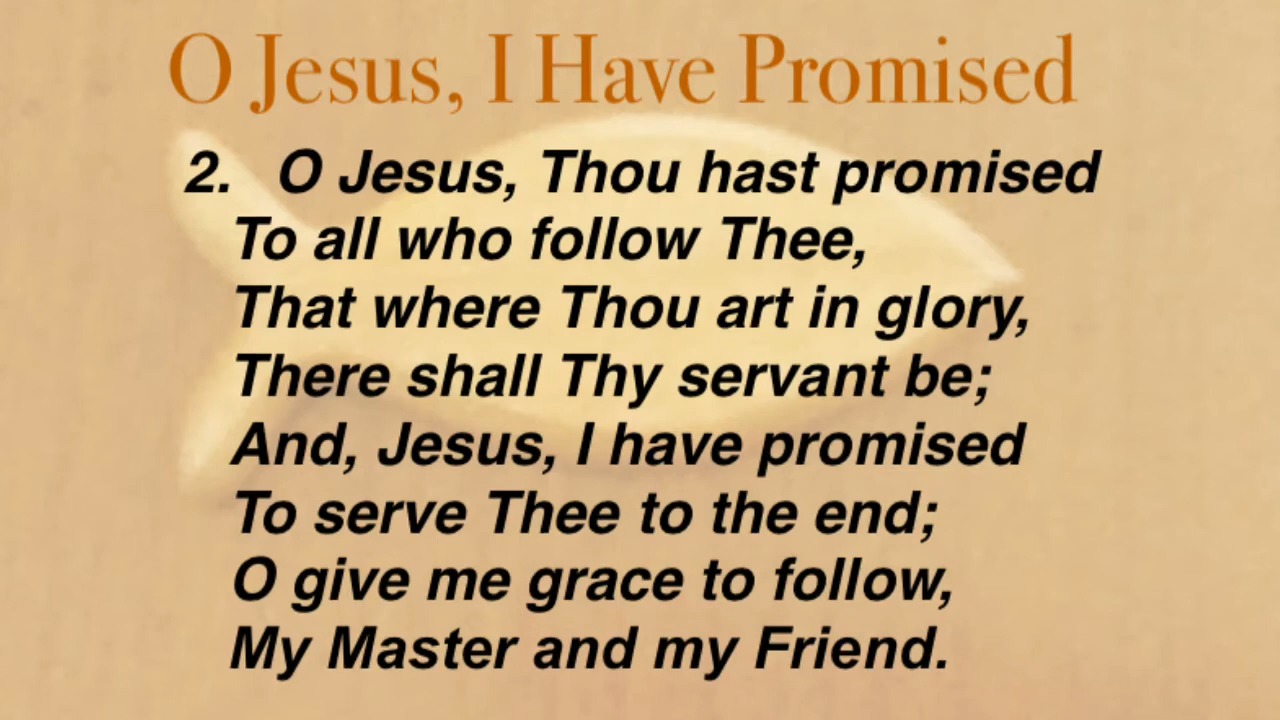 O Jesus, I Have Promised
2. O Jesus, Thou hast promised
To all who follow Thee,
That where Thou art in glory,
There shall Thy servant be;
And, Jesus, I have promised
To serve Thee to the end;
O give me grace to follow,
My Master and my Friend.